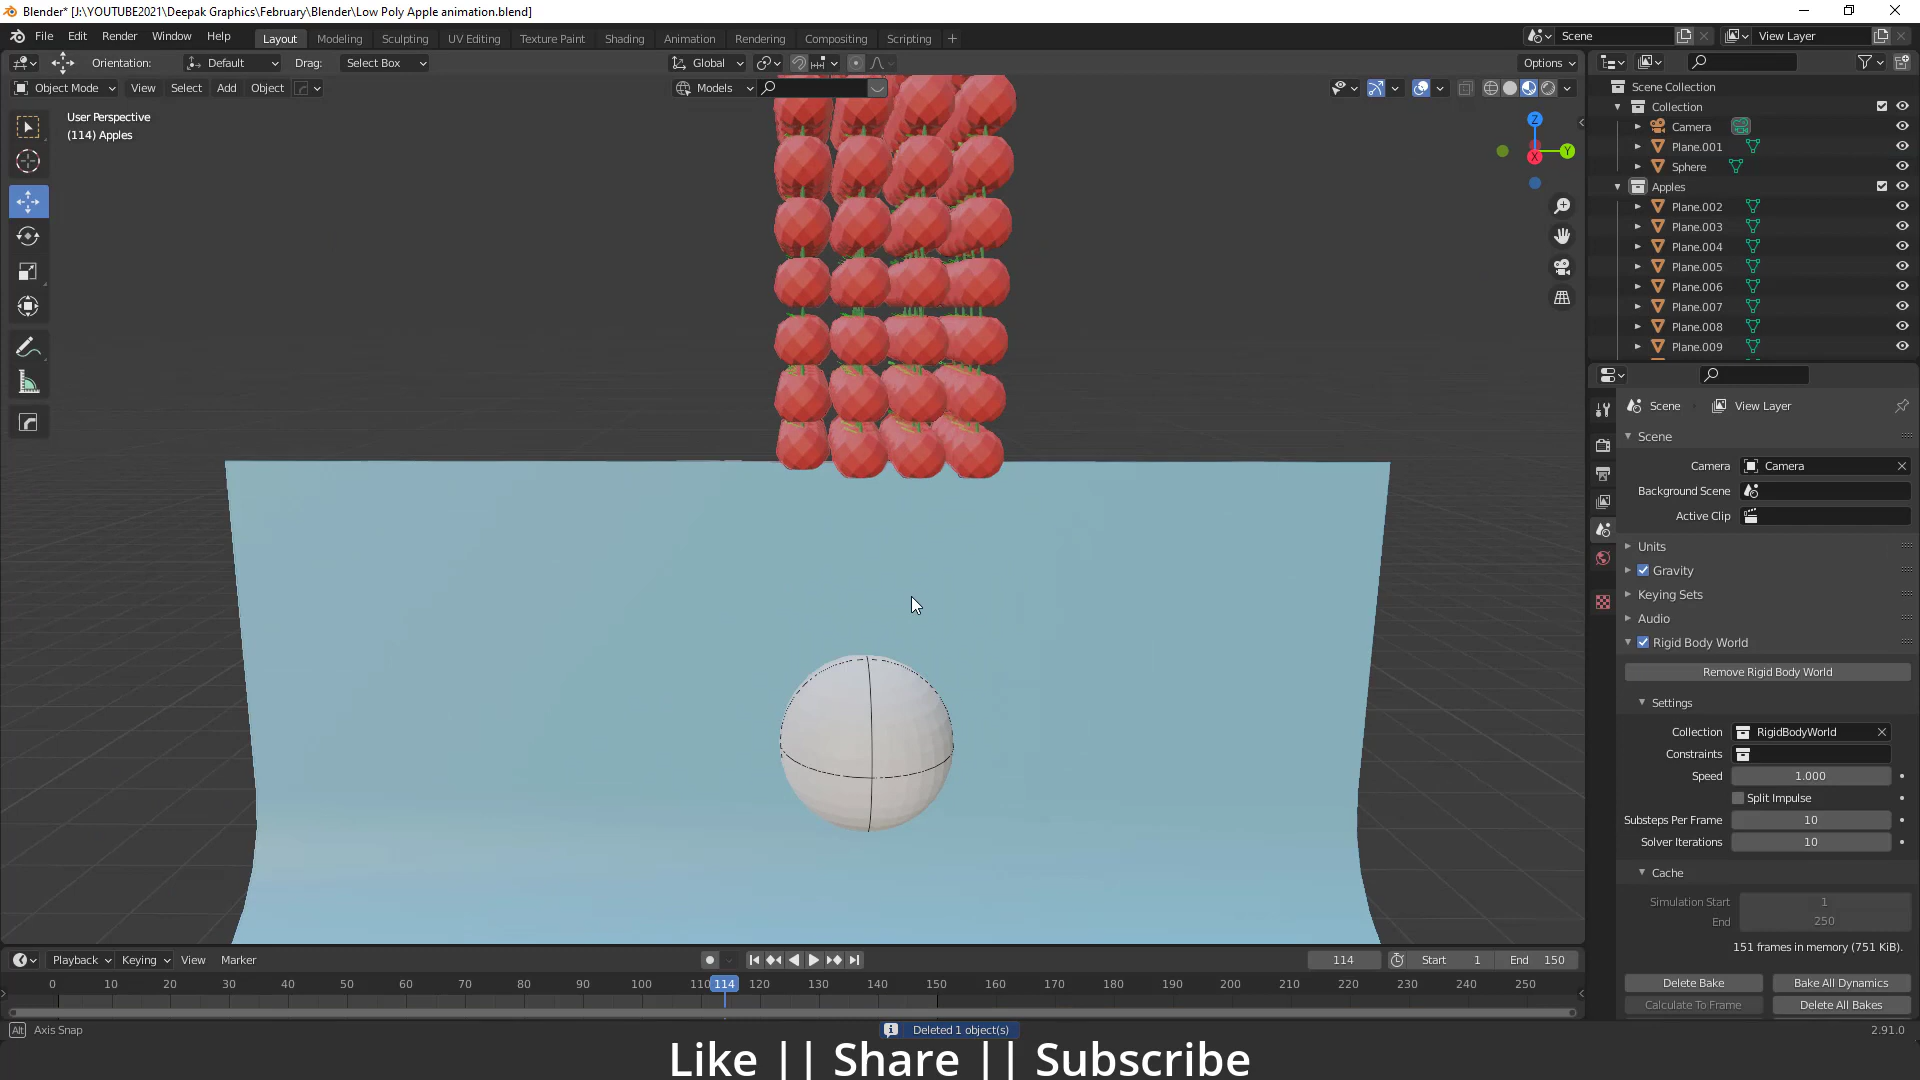 Blender* [J:\YOUTUBE2021\Deepak Graphics\February\Blender\Low Poly Apple animation.blend]
File Edit Render Window Help Layout Modeling Sculpting UV Editing Texture Paint Shading Animation Rendering Compositing Scripting + Scene View Layer
Orientation: Default Drag: Select Box Global Options
Object Mode View Select Add Object Models
User Perspective
(114) Apples
Z
Y
X
Scene Collection
Collection
Camera
Plane.001
Sphere
Apples
Plane.002
Plane.003
Plane.004
Plane.005
Plane.006
Plane.007
Plane.008
Plane.009
Scene View Layer
Scene
Camera Camera
Background Scene
Active Clip
Units
Gravity
Keying Sets
Audio
Rigid Body World
Remove Rigid Body World
Settings
Collection RigidBodyWorld
Constraints
Speed 1.000
Split Impulse
Substeps Per Frame 10
Solver Iterations 10
Cache
Simulation Start 1
End 250
151 frames in memory (751 KiB).
Delete Bake Bake All Dynamics
Calculate To Frame Delete All Bakes
Playback Keying View Marker 114 Start 1 End 150
0 10 20 30 40 50 60 70 80 90 100 110 114 120 130 140 150 160 170 180 190 200 210 220 230 240 250
Alt Axis Snap Deleted 1 object(s) 2.91.0
Like || Share || Subscribe